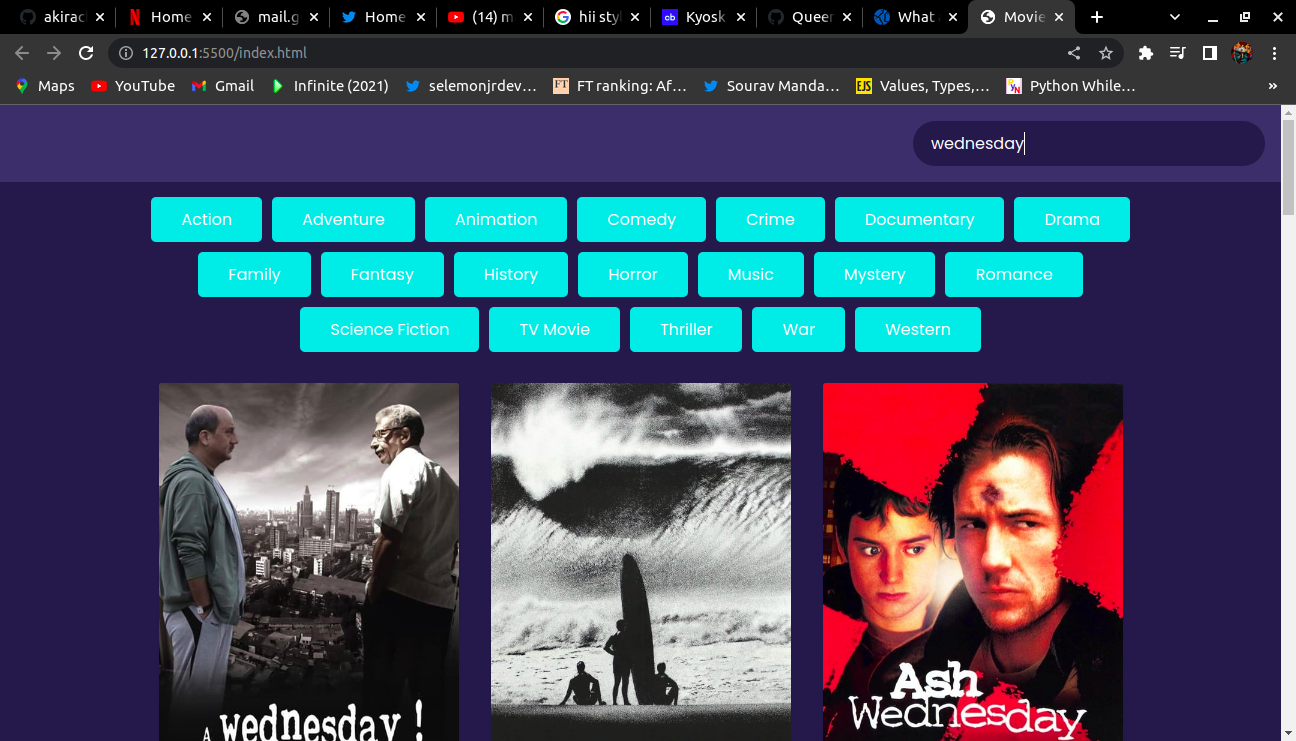 akirac Home mail.g Home (14) m hii sty Kyosk Queer What Movie
127.0.0.1:5500/index.html
Maps YouTube Gmail Infinite (2021) selemonjrdev… FT FT ranking: Af… Sourav Manda… EJS Values, Types,… Python While… »
wednesday
Action Adventure Animation Comedy Crime Documentary Drama
Family Fantasy History Horror Music Mystery Romance
Science Fiction TV Movie Thriller War Western
A wednesday !
Ash
Wednesday